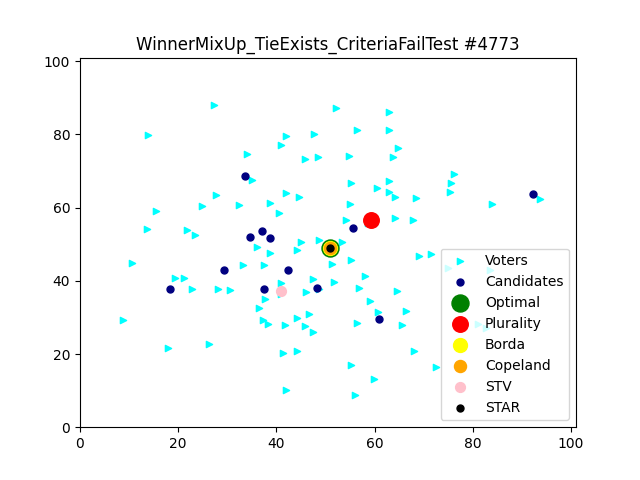 WinnerMixUp_TieExists_CriteriaFailTest #4773
100
80
60
40
20
0
0 20 40 60 80 100
Voters
Candidates
Optimal
Plurality
Borda
Copeland
STV
STAR